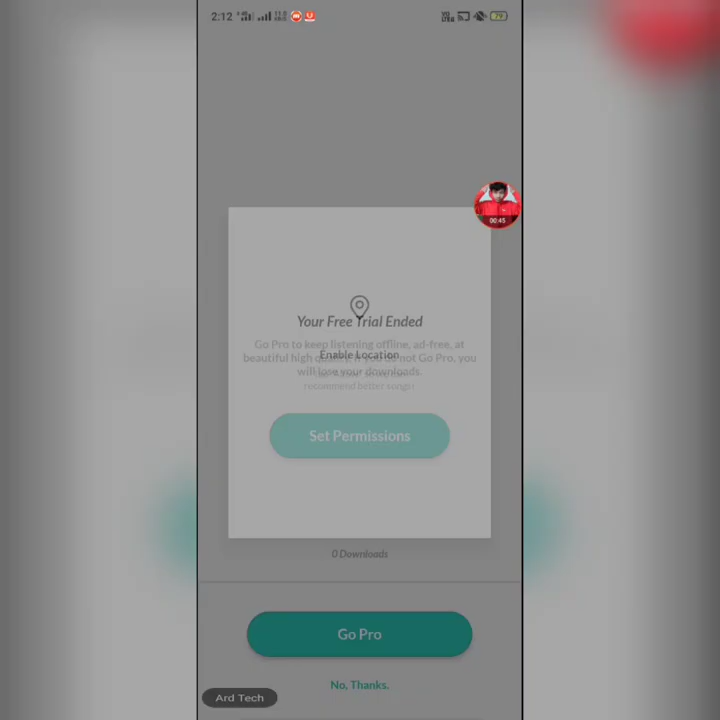 2:12
79
00:45
Your Free Trial Ended
Go Pro to keep listening offline, ad-free, at
beautiful high quality. If you do not Go Pro, you
will lose your downloads.
Enable Location
recommend better songs!
Set Permissions
0 Downloads
Go Pro
No, Thanks.
Ard Tech